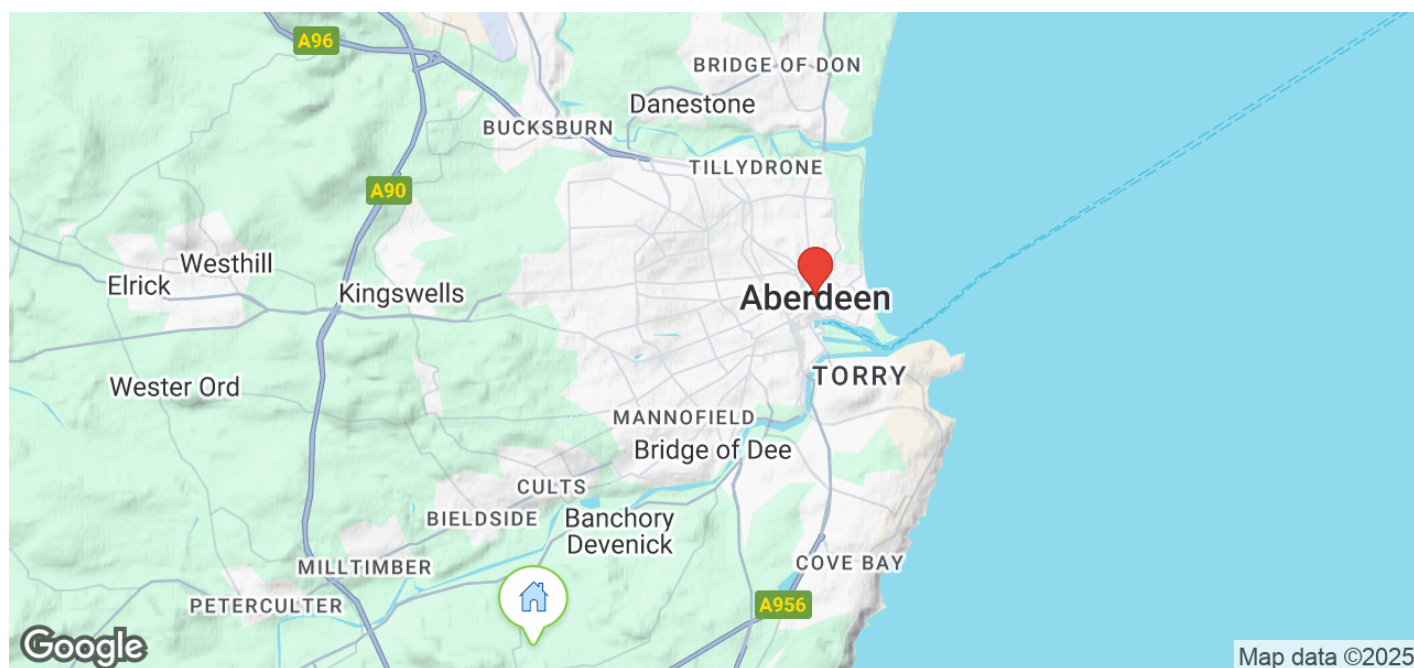 A96
BRIDGE OF DON
Danestone
BUCKSBURN
TILLYDRONE
A90
Westhill
Elrick
Kingswells
Aberdeen
TORRY
Wester Ord
MANNOFIELD
Bridge of Dee
CULTS
BIELDSIDE
Banchory
Devenick
MILLTIMBER
COVE BAY
PETERCULTER
A956
Google
Map data ©2025